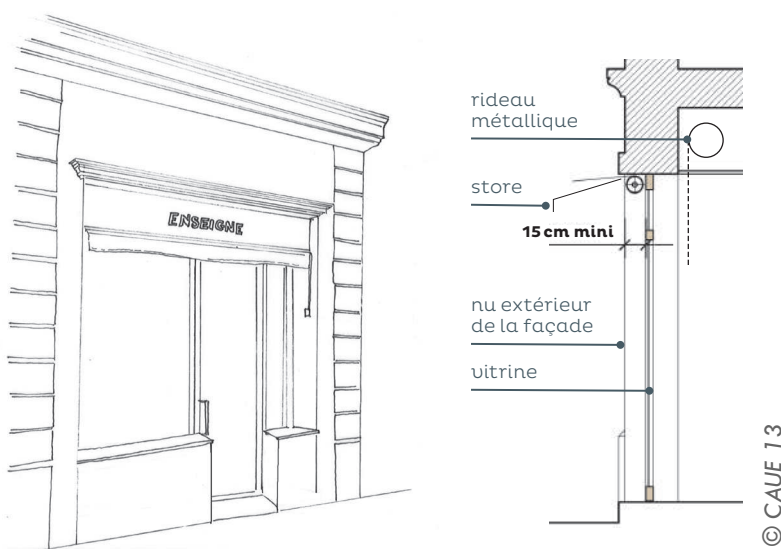 ENSEIGNE
rideau
métallique
store
15 cm mini
nu extérieur
de la façade
vitrine
© CAUE 13